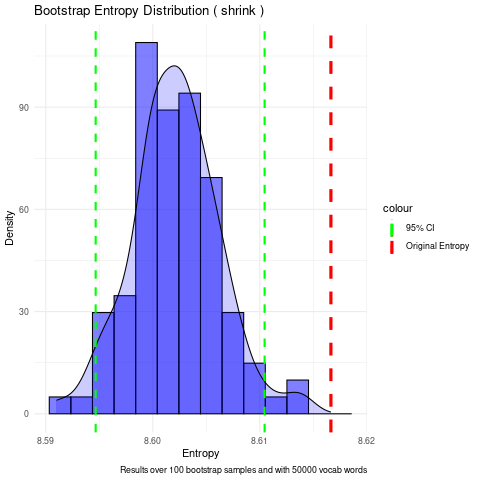 Bootstrap Entropy Distribution ( shrink )
90
60
30
0
Density
8.59
8.60
8.61
8.62
Entropy
colour
95% CI
Original Entropy
Results over 100 bootstrap samples and with 50000 vocab words